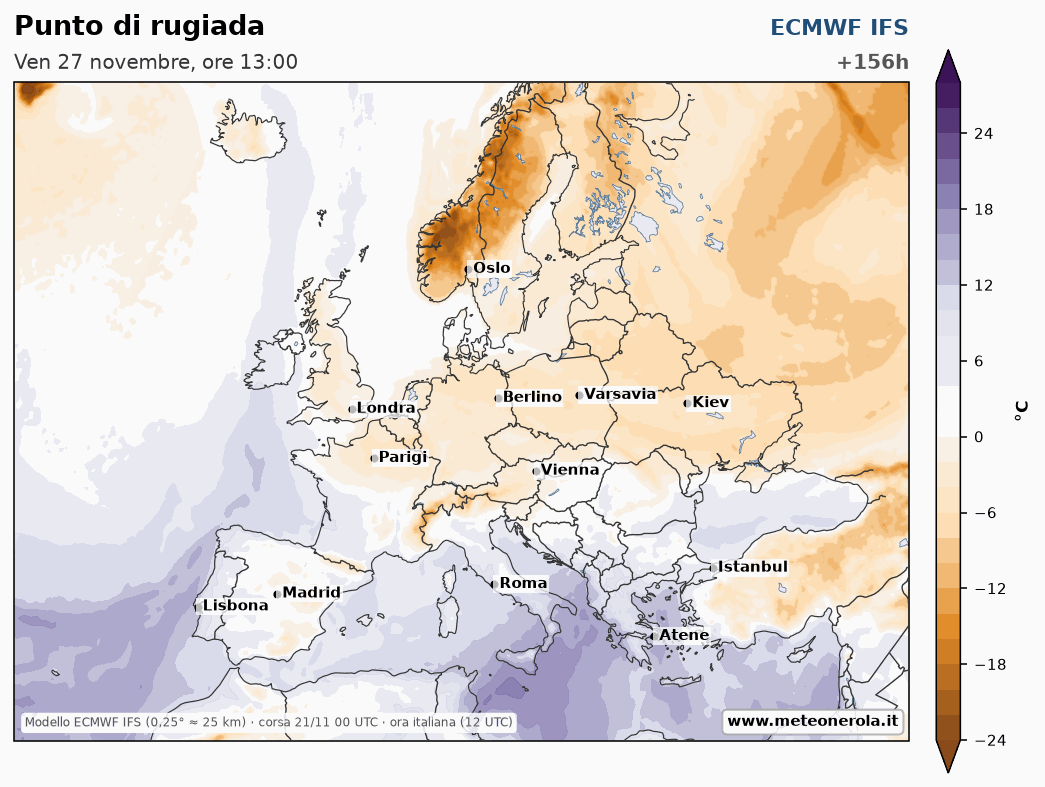 Punto di rugiada
ECMWF IFS
Ven 27 novembre, ore 13:00
+156h
Oslo
Londra
Berlino
Varsavia
Kiev
Parigi
Vienna
Istanbul
Roma
Madrid
Lisbona
Atene
24
18
12
6
0
−6
−12
−18
−24
°C
Modello ECMWF IFS (0,25° ≈ 25 km) · corsa 21/11 00 UTC · ora italiana (12 UTC)
www.meteonerola.it